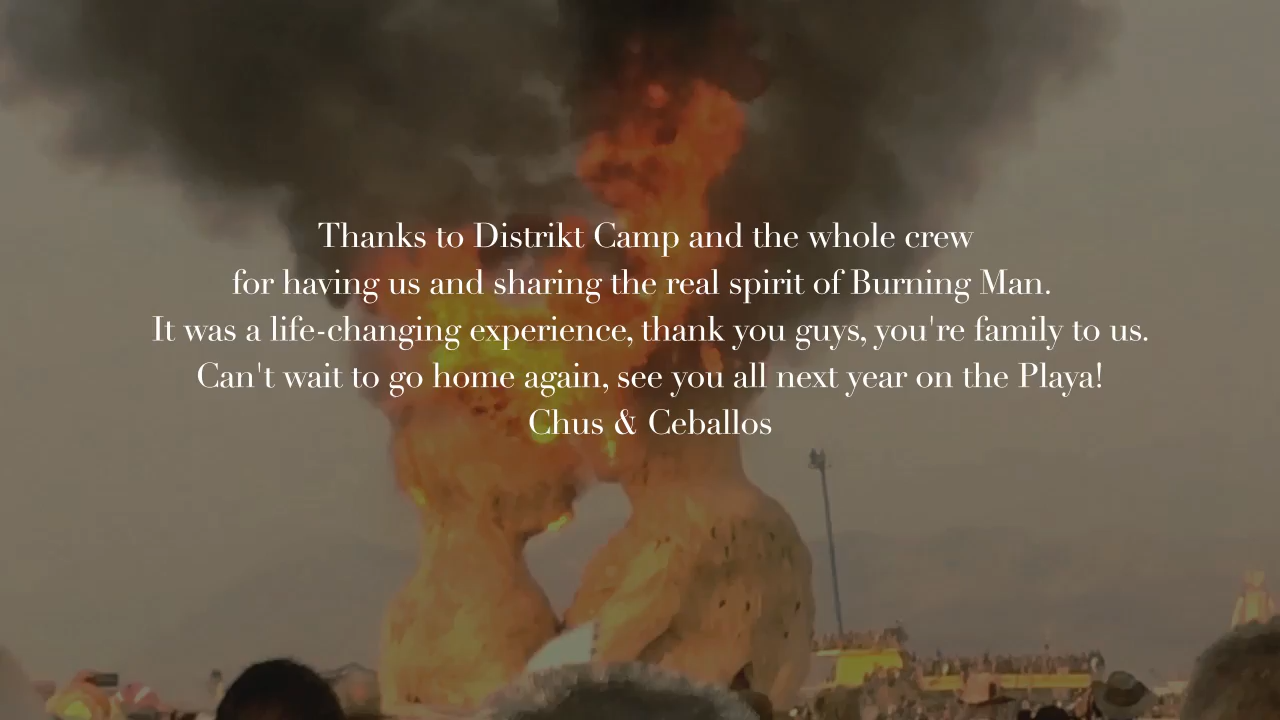 Thanks to Distrikt Camp and the whole crew
for having us and sharing the real spirit of Burning Man.
It was a life-changing experience, thank you guys, you're family to us.
Can't wait to go home again, see you all next year on the Playa!
Chus & Ceballos